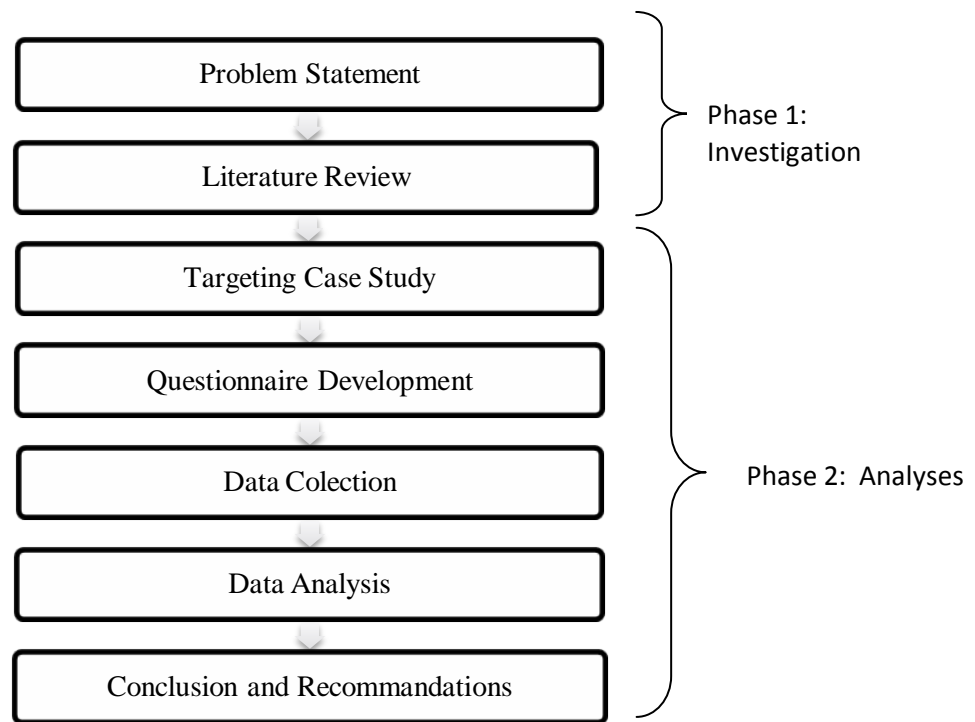 Problem Statement
Literature Review
Phase 1:
Investigation
Targeting Case Study
Questionnaire Development
Data Colection
Data Analysis
Conclusion and Recommandations
Phase 2: Analyses